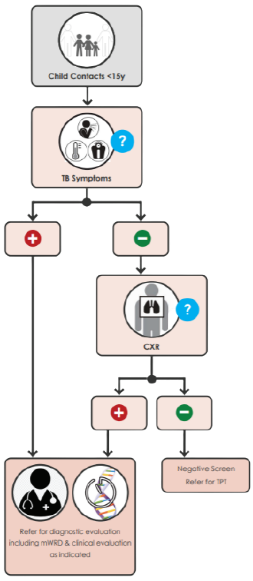 Child Contacts <15y
?
TB Symptoms
?
CXR
Negative Screen
Refer for TPT
Refer for diagnostic evaluation
including mWRD & clinical evaluation
as indicated